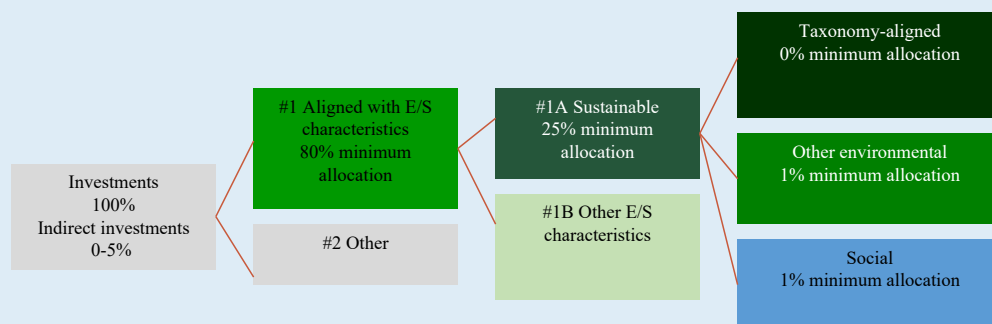 Investments
100%
Indirect investments
0-5%
#1 Aligned with E/S
characteristics
80% minimum
allocation
#2 Other
#1A Sustainable
25% minimum
allocation
#1B Other E/S
characteristics
Taxonomy-aligned
0% minimum allocation
Other environmental
1% minimum allocation
Social
1% minimum allocation